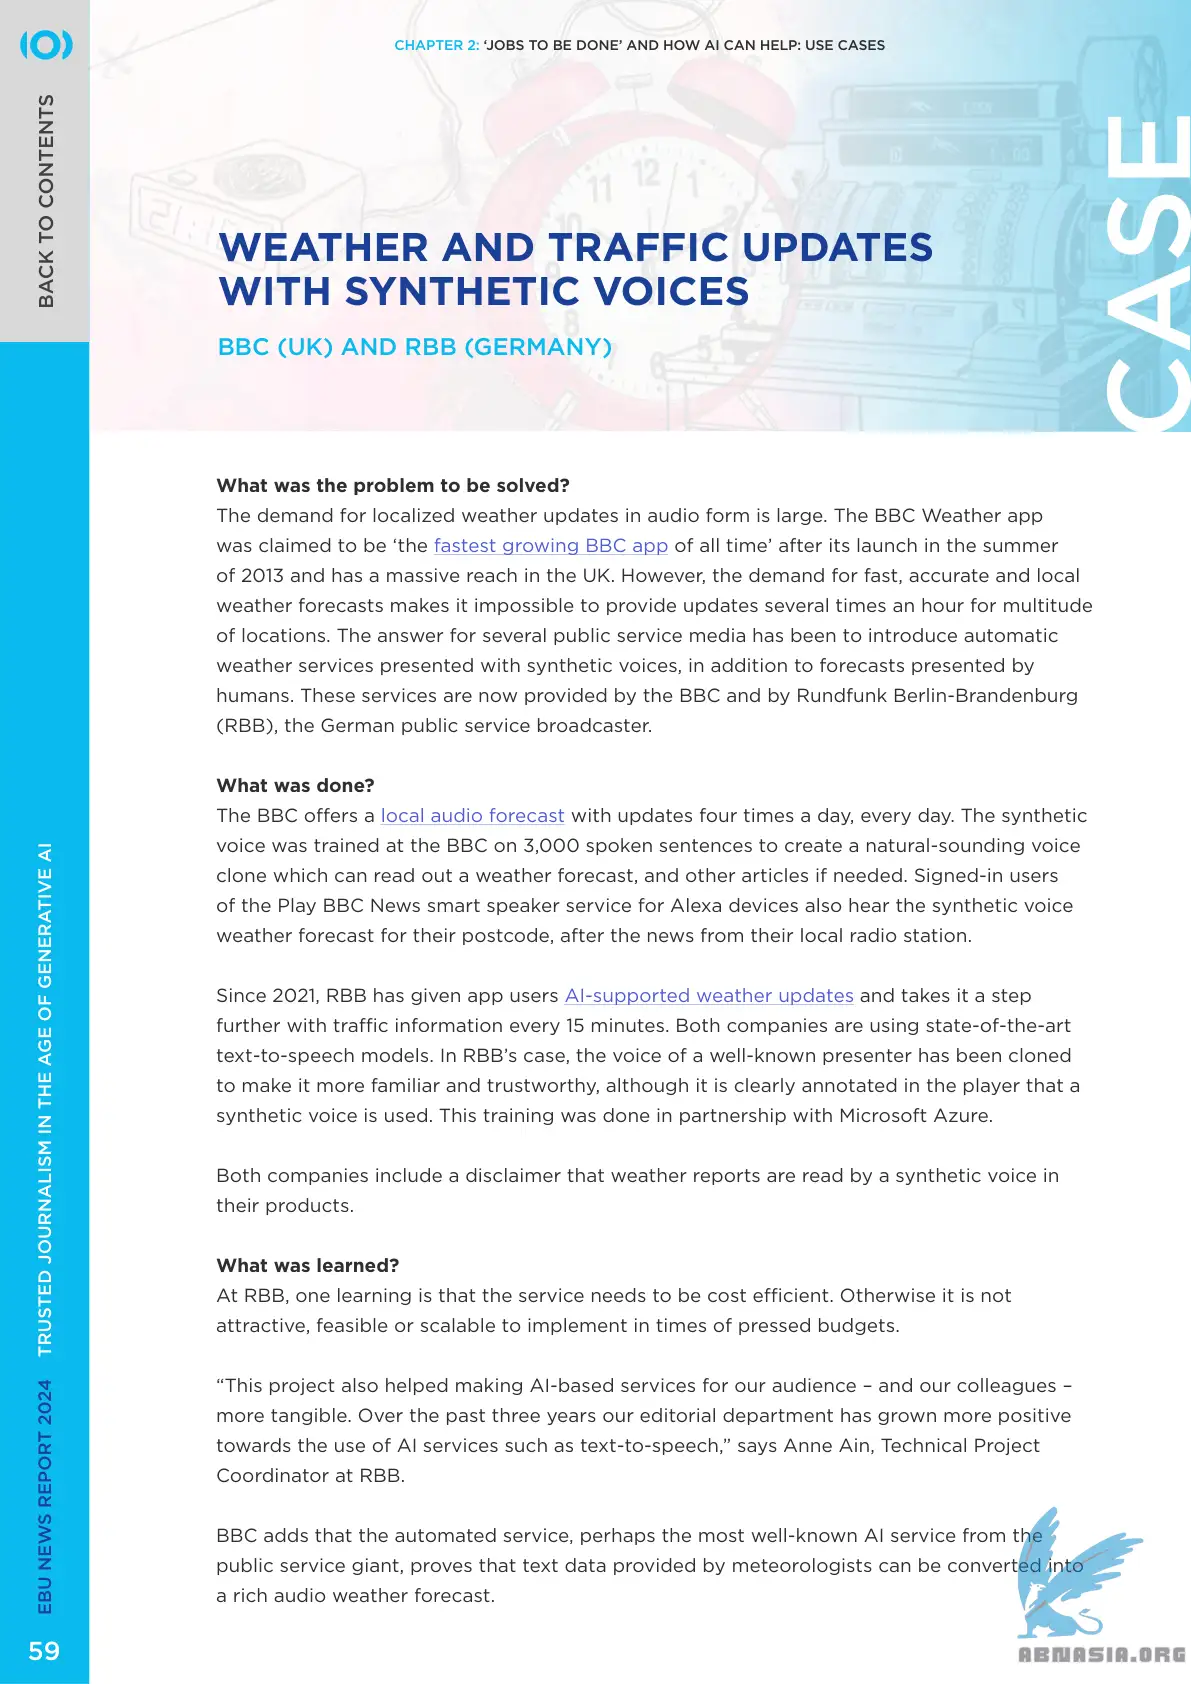 CHAPTER 2: ‘JOBS TO BE DONE’ AND HOW AI CAN HELP: USE CASES
BACK TO CONTENTS
CASE
12
11
1
10
9
8
7
6
WEATHER AND TRAFFIC UPDATES
WITH SYNTHETIC VOICES
BBC (UK) AND RBB (GERMANY)
What was the problem to be solved?
The demand for localized weather updates in audio form is large. The BBC Weather app
was claimed to be ‘the fastest growing BBC app of all time’ after its launch in the summer
of 2013 and has a massive reach in the UK. However, the demand for fast, accurate and local
weather forecasts makes it impossible to provide updates several times an hour for multitude
of locations. The answer for several public service media has been to introduce automatic
weather services presented with synthetic voices, in addition to forecasts presented by
humans. These services are now provided by the BBC and by Rundfunk Berlin-Brandenburg
(RBB), the German public service broadcaster.
What was done?
The BBC offers a local audio forecast with updates four times a day, every day. The synthetic
voice was trained at the BBC on 3,000 spoken sentences to create a natural-sounding voice
clone which can read out a weather forecast, and other articles if needed. Signed-in users
of the Play BBC News smart speaker service for Alexa devices also hear the synthetic voice
weather forecast for their postcode, after the news from their local radio station.
Since 2021, RBB has given app users AI-supported weather updates and takes it a step
further with traffic information every 15 minutes. Both companies are using state-of-the-art
text-to-speech models. In RBB’s case, the voice of a well-known presenter has been cloned
to make it more familiar and trustworthy, although it is clearly annotated in the player that a
synthetic voice is used. This training was done in partnership with Microsoft Azure.
Both companies include a disclaimer that weather reports are read by a synthetic voice in
their products.
What was learned?
At RBB, one learning is that the service needs to be cost efficient. Otherwise it is not
attractive, feasible or scalable to implement in times of pressed budgets.
“This project also helped making AI-based services for our audience – and our colleagues –
more tangible. Over the past three years our editorial department has grown more positive
towards the use of AI services such as text-to-speech,” says Anne Ain, Technical Project
Coordinator at RBB.
BBC adds that the automated service, perhaps the most well-known AI service from the
public service giant, proves that text data provided by meteorologists can be converted into
a rich audio weather forecast.
EBU NEWS REPORT 2024 TRUSTED JOURNALISM IN THE AGE OF GENERATIVE AI
59
ABNASIA.ORG